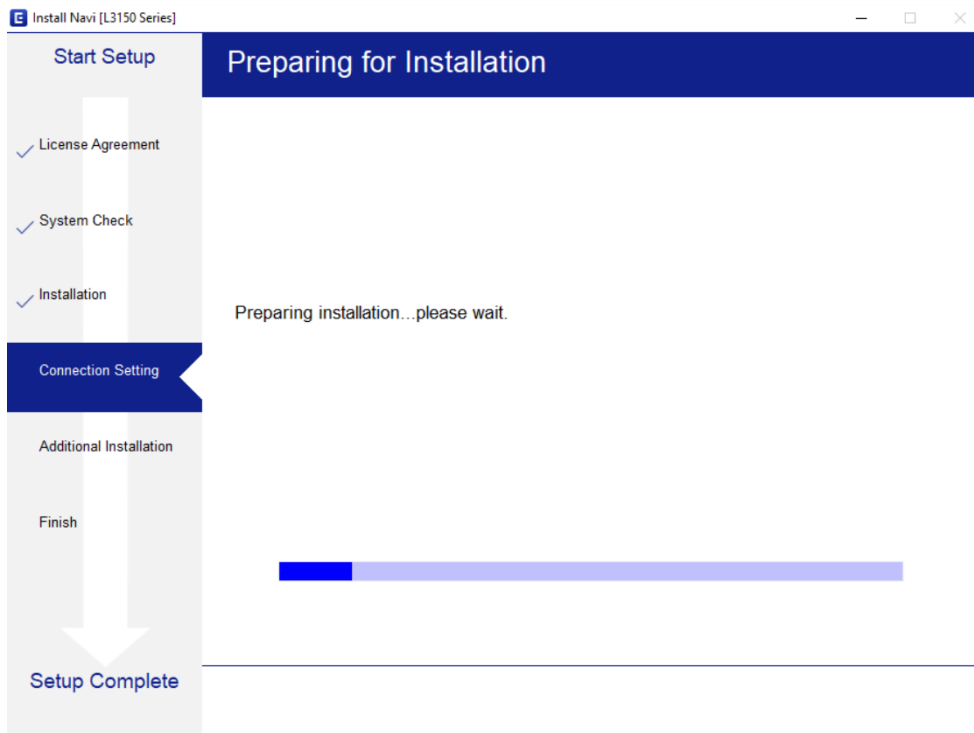 Install Navi [L3150 Series]
Start Setup
Preparing for Installation
License Agreement
System Check
Installation
Preparing installation...please wait.
Connection Setting
Additional Installation
Finish
Setup Complete